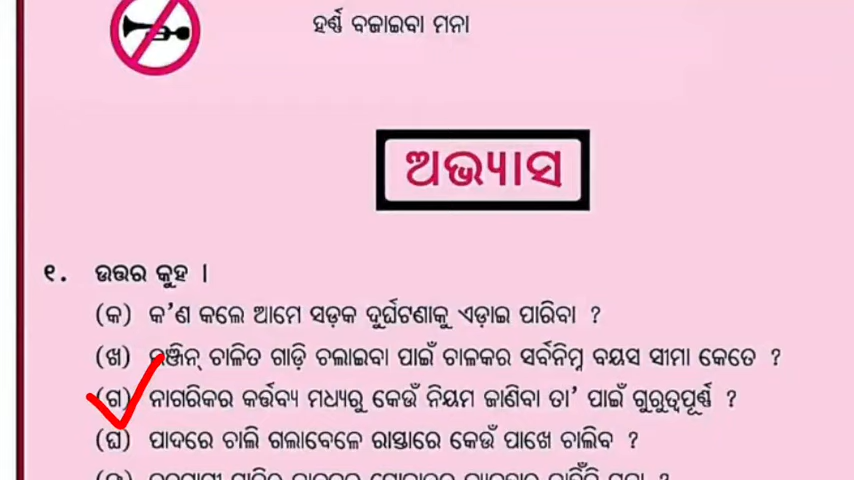 ହର୍ଣ୍ଣ ବଜାଇବା ମନା
ଅଭ୍ୟାସ
୧. ଉତ୍ତର କୁହ ।
(କ) କ'ଣ କଲେ ଆମେ ସଡ଼କ ଦୁର୍ଘଟଣାକୁ ଏଡ଼ାଇ ପାରିବା ?
(ଖ) ଚାଳିତ ଗାଡ଼ି ଚଲାଇବା ପାଇଁ ଚାଳକର ସର୍ବନିମ୍ନ ବୟସ ସୀମା କେତେ ?
(ଗ) ନାଗରିକର କର୍ତ୍ତବ୍ୟ ମଧ୍ୟରୁ କେଉଁ ନିୟମ ଜାଣିବା ତା' ପାଇଁ ଗୁରୁତ୍ୱପୂର୍ଣ୍ଣ ?
(ଘ) ପାଦରେ ଚାଲି ଗଲାବେଳେ ରାସ୍ତାରେ କେଉଁ ପାଖେ ଚାଲିବ ?